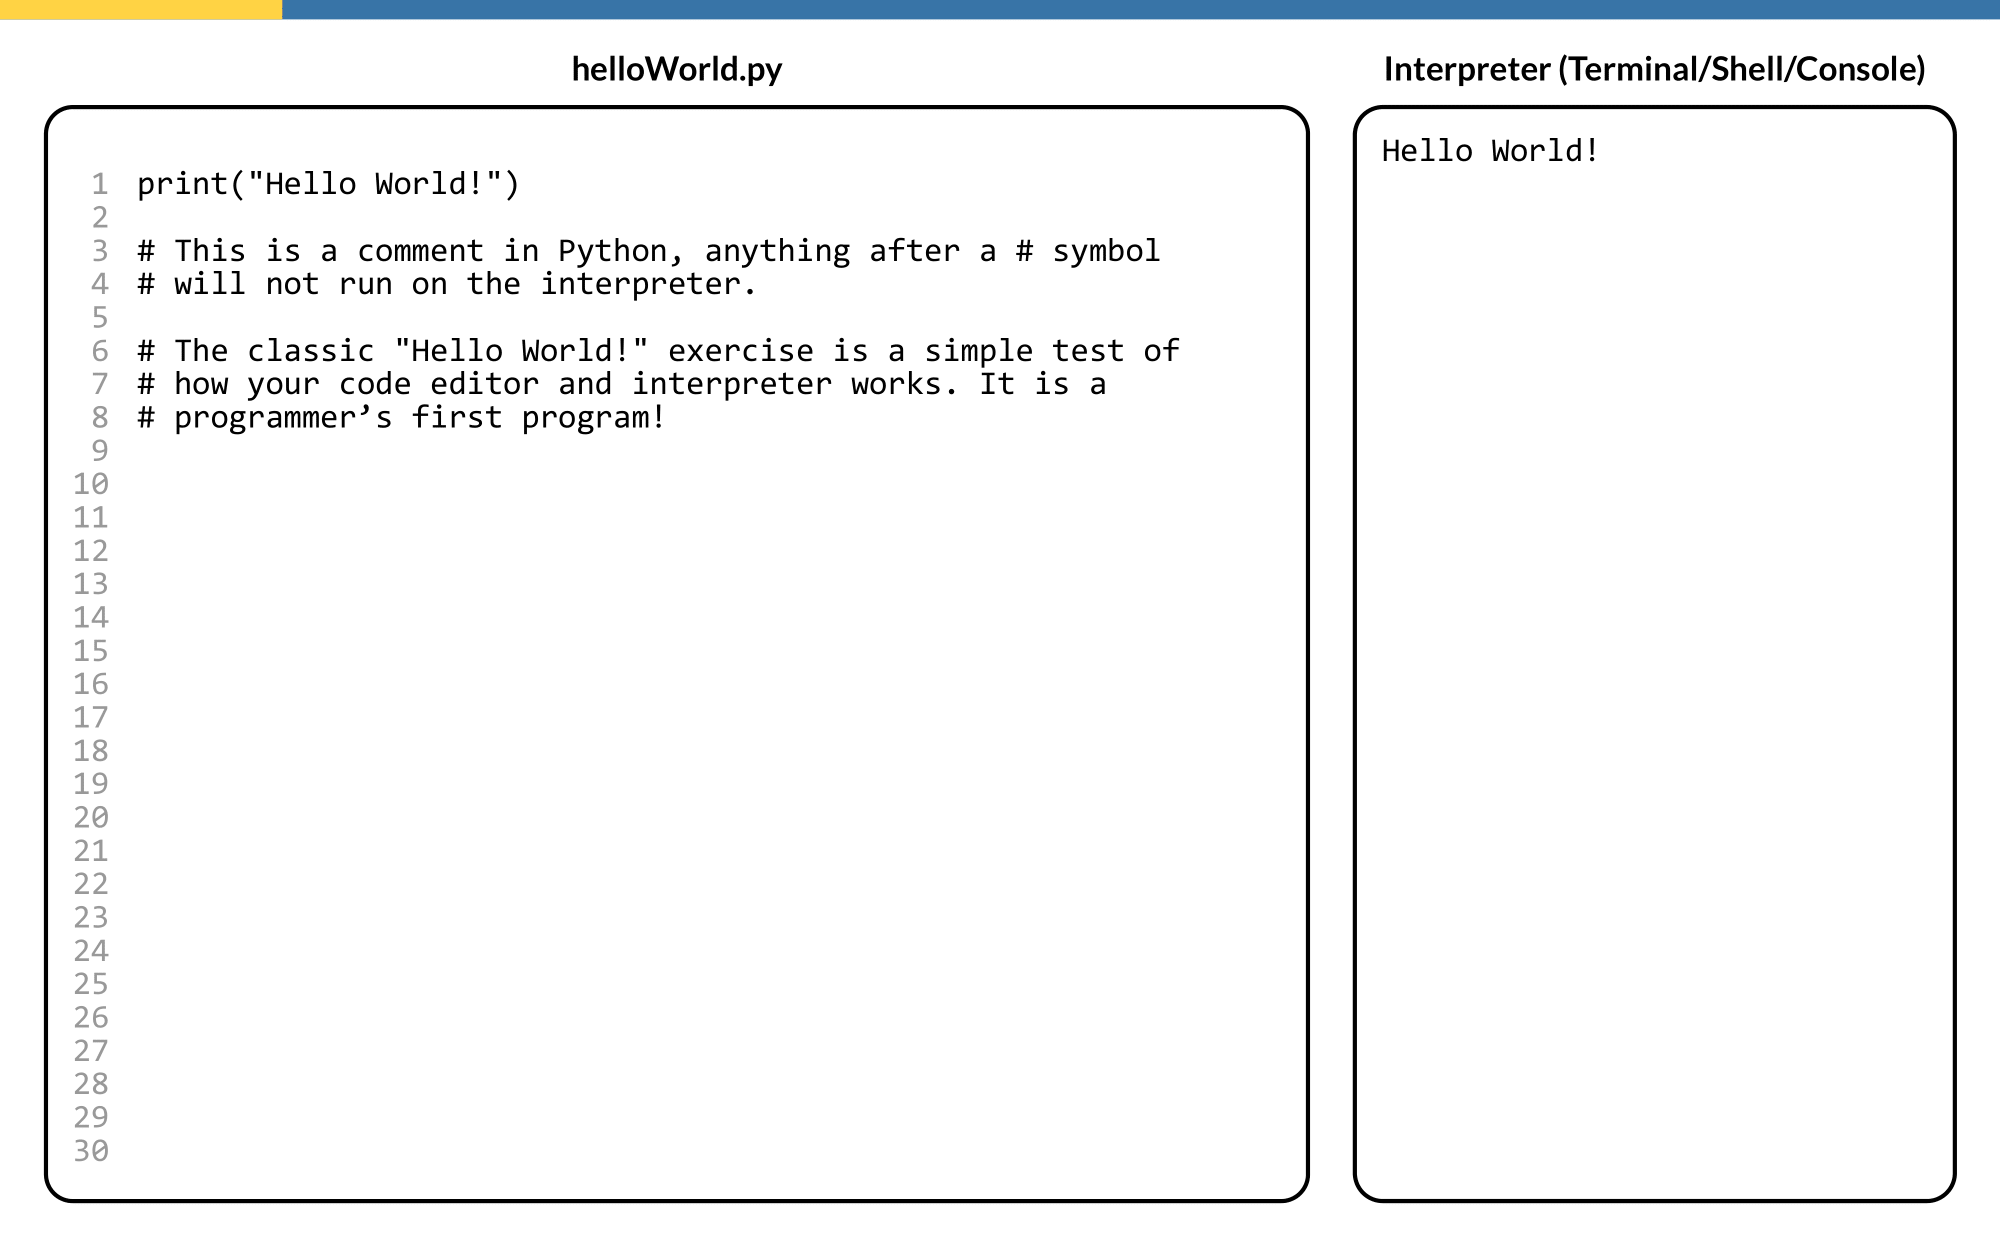 helloWorld.py
1 print("Hello World!")
2
3 # This is a comment in Python, anything after a # symbol
4 # will not run on the interpreter.
5
6 # The classic "Hello World!" exercise is a simple test of
7 # how your code editor and interpreter works. It is a
8 # programmer’s first program!
9
10
11
12
13
14
15
16
17
18
19
20
21
22
23
24
25
26
27
28
29
30
Interpreter (Terminal/Shell/Console)
Hello World!